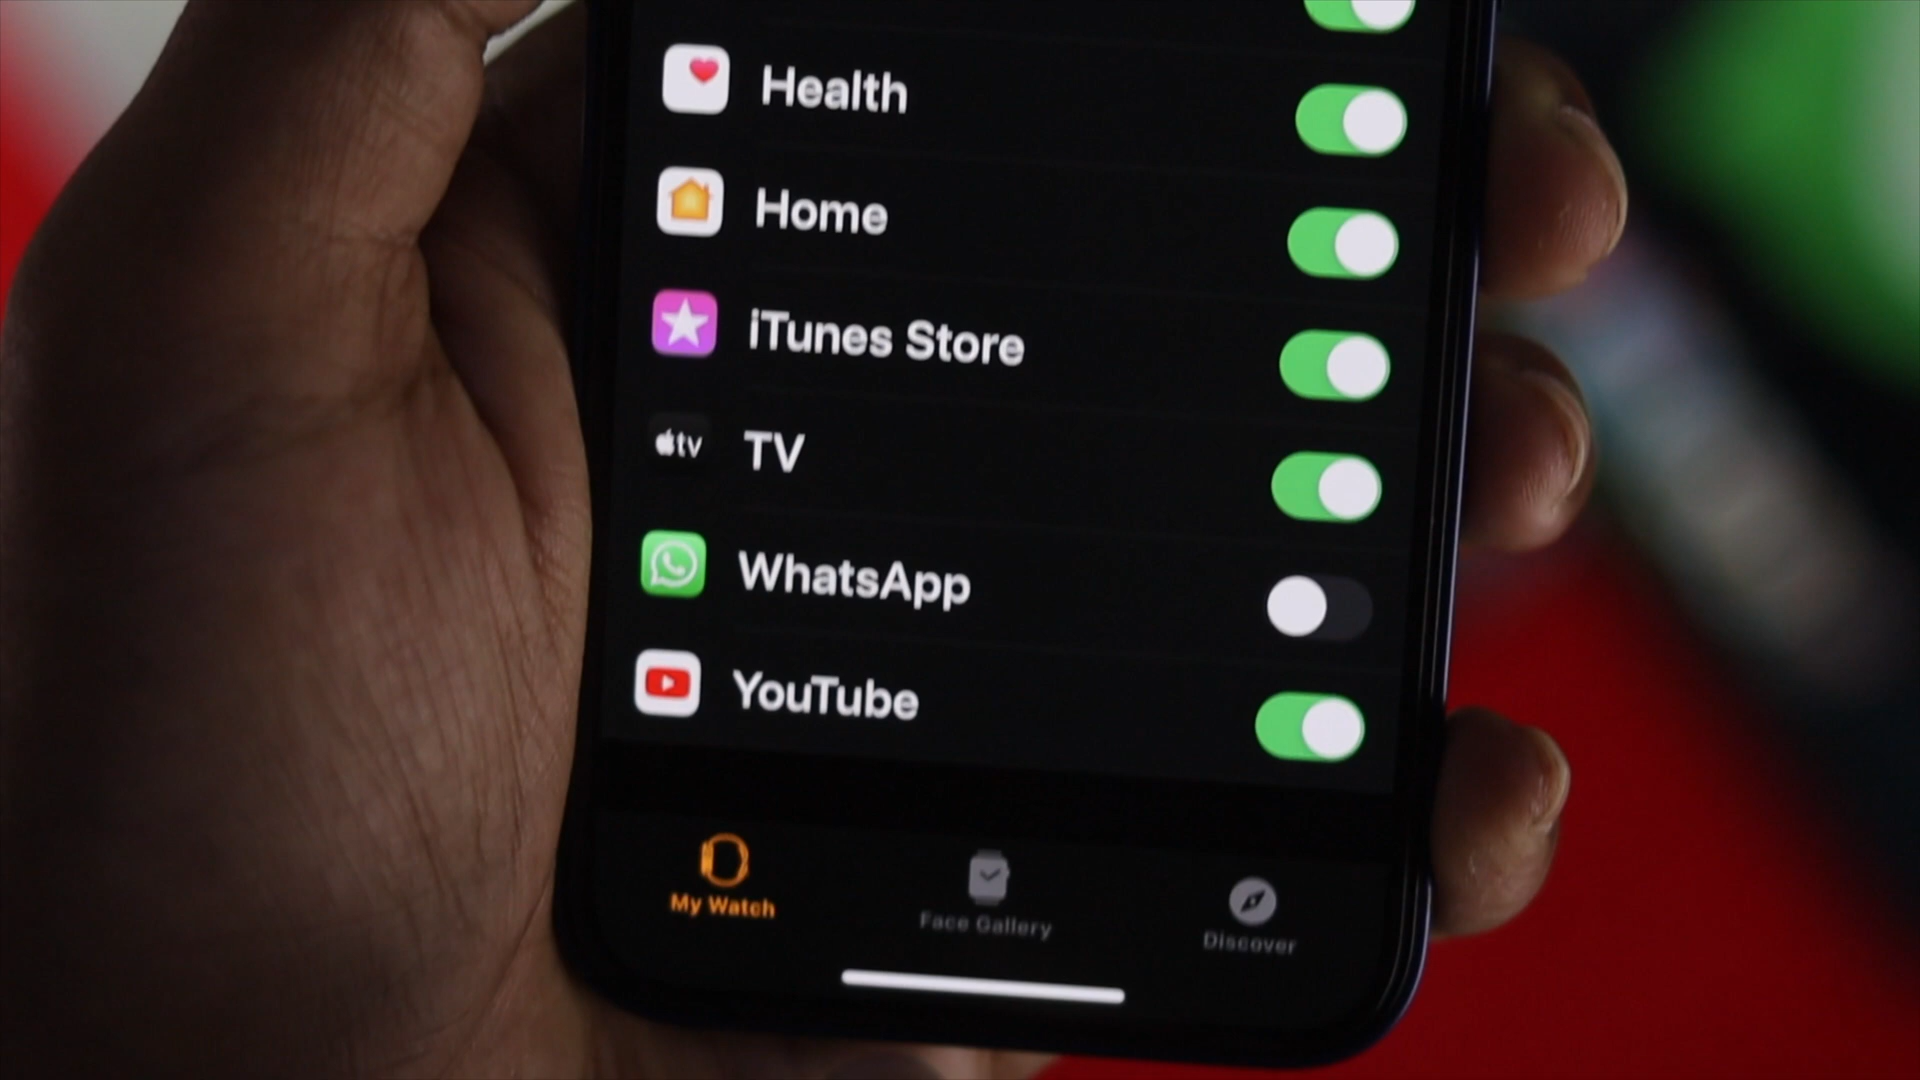 Health
Home
iTunes Store
tv TV
WhatsApp
YouTube
My Watch
Face Gallery
Discover